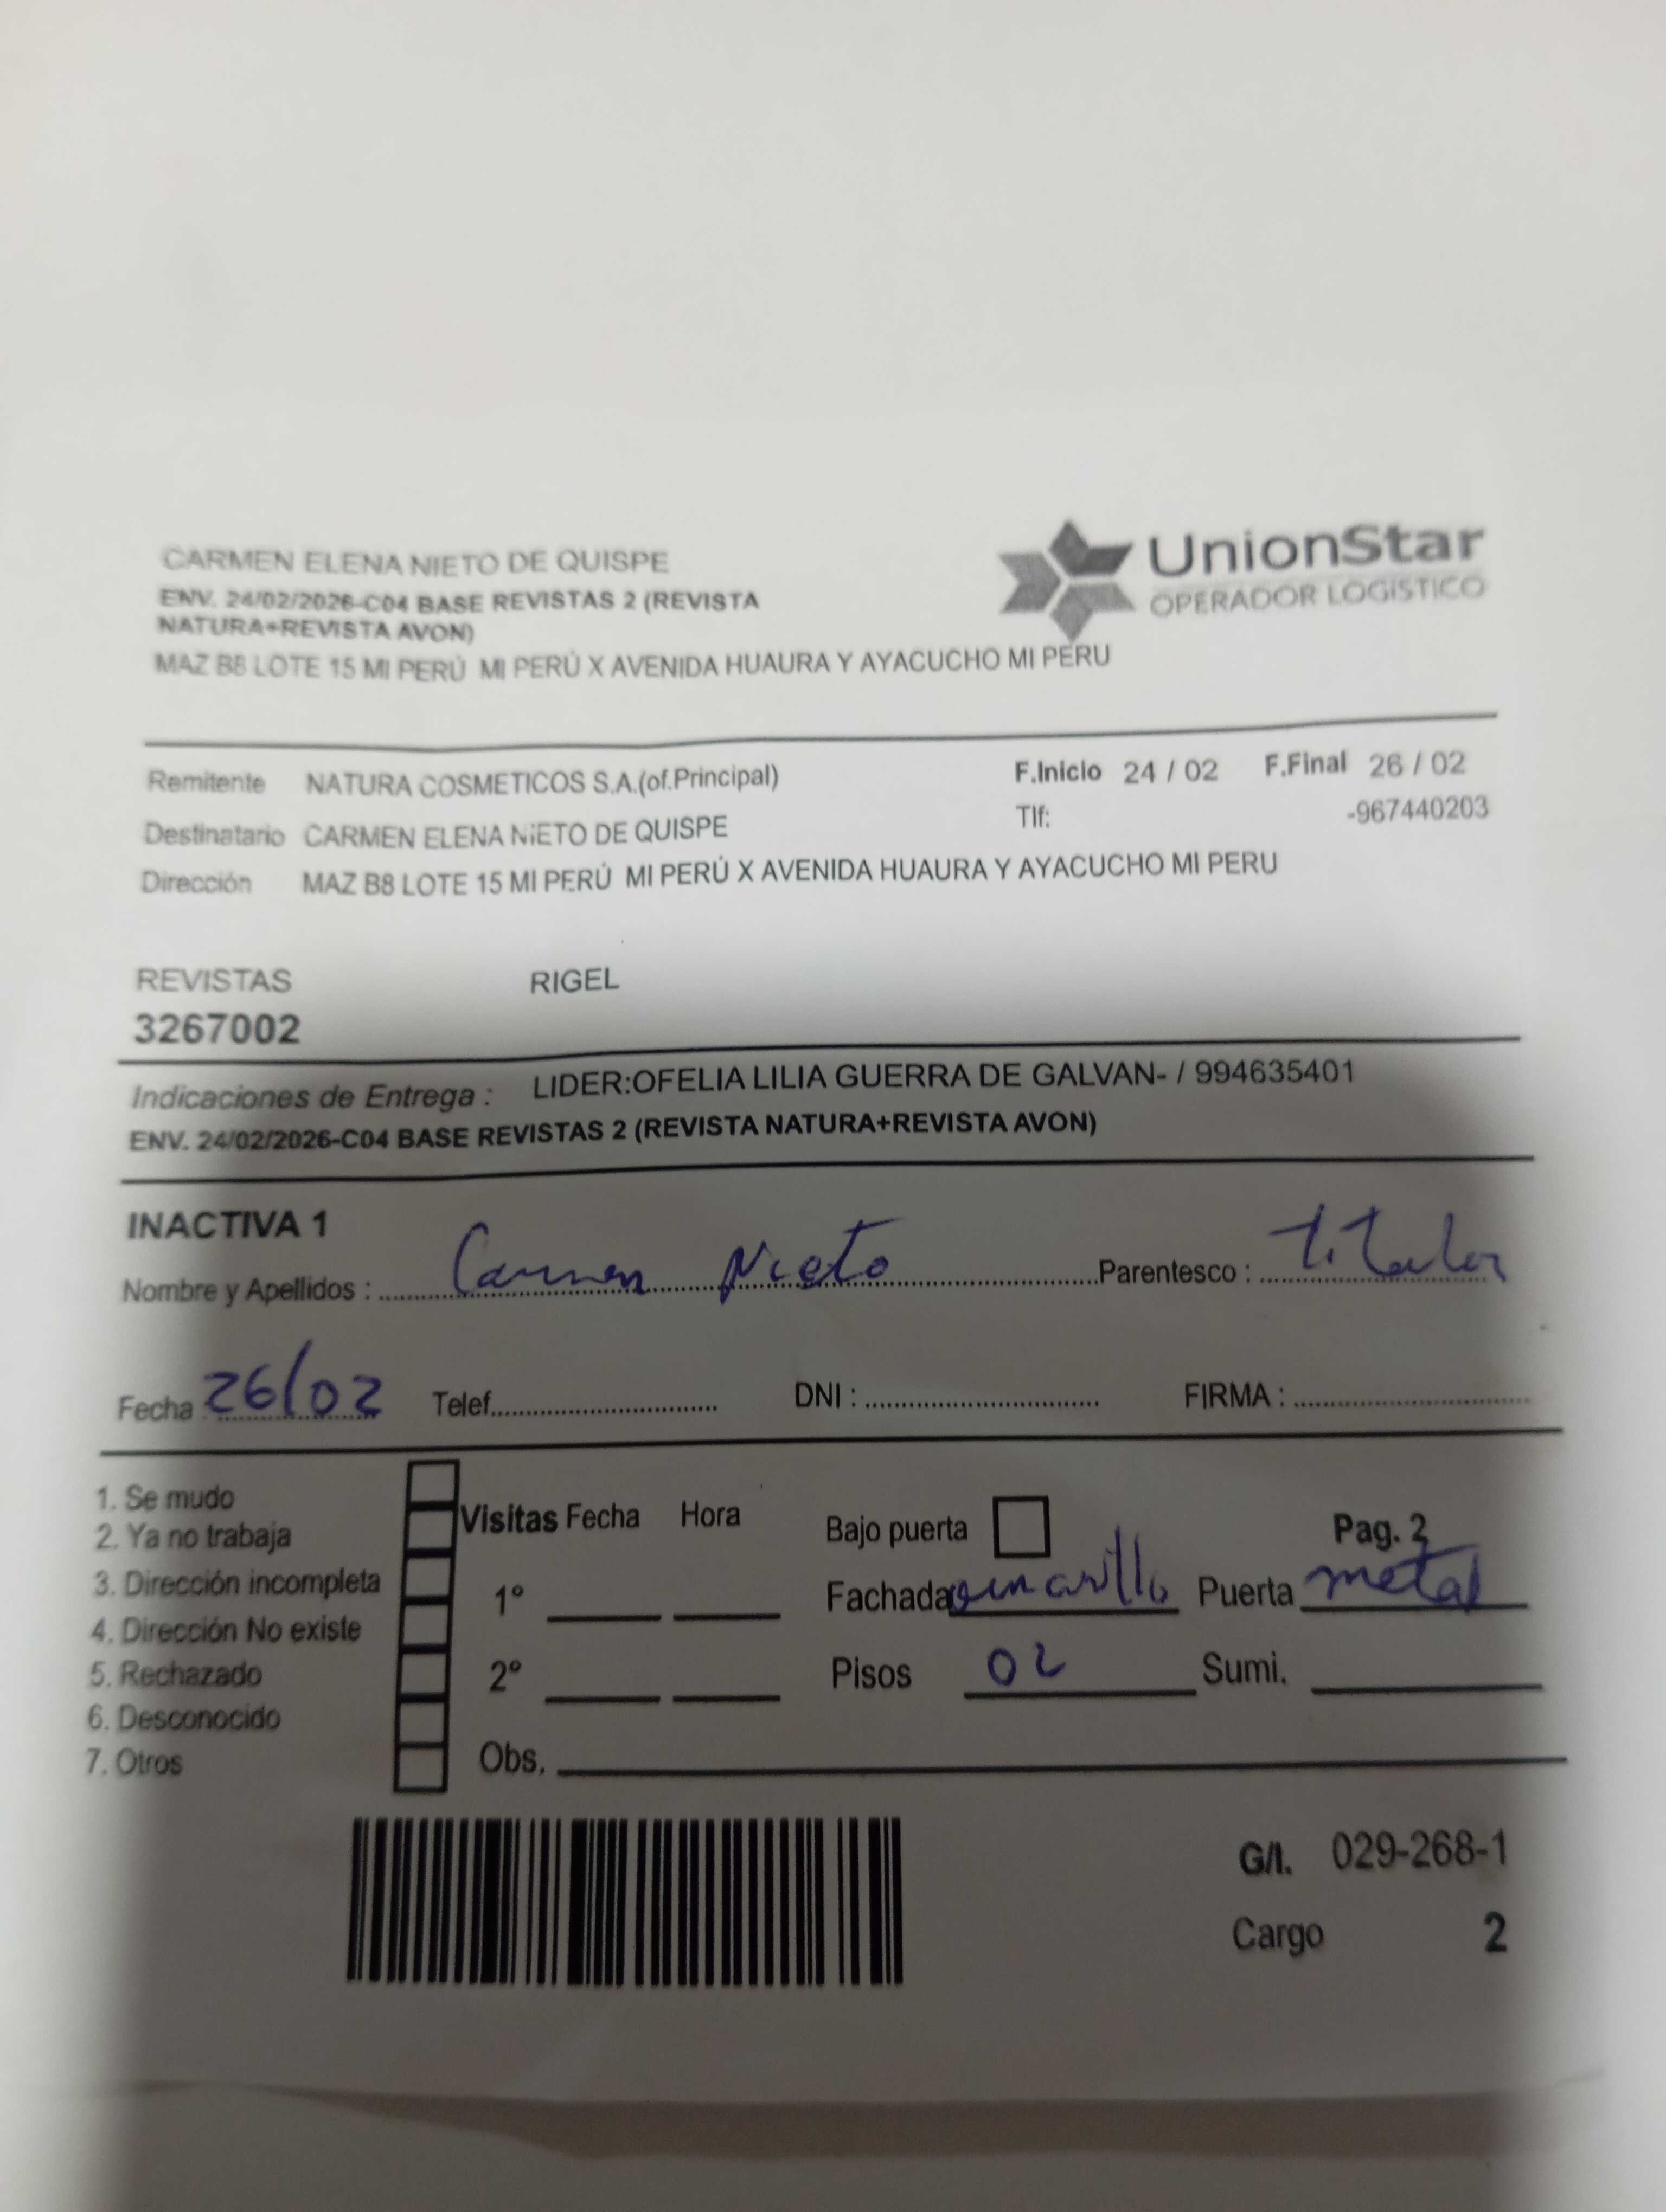 CARMEN ELENA NIETO DE QUISPE
ENV. 24/02/2026-C04 BASE REVISTAS 2 (REVISTA
NATURA+REVISTA AVON)
MAZ B8 LOTE 15 MI PERÚ MI PERÚ X AVENIDA HUAURA Y AYACUCHO MI PERU
UnionStar
OPERADOR LOGÍSTICO
Remitente NATURA COSMETICOS S.A.(of.Principal) F.Inicio 24 / 02 F.Final 26 / 02
Destinatario CARMEN ELENA NIETO DE QUISPE Tlf: -967440203
Dirección MAZ B8 LOTE 15 MI PERÚ MI PERÚ X AVENIDA HUAURA Y AYACUCHO MI PERU
REVISTAS RIGEL
3267002
Indicaciones de Entrega : LIDER:OFELIA LILIA GUERRA DE GALVAN- / 994635401
ENV. 24/02/2026-C04 BASE REVISTAS 2 (REVISTA NATURA+REVISTA AVON)
INACTIVA 1
Nombre y Apellidos : Carmen Nieto Parentesco : titular
Fecha : 26/02 Telef. DNI : FIRMA :
1. Se mudo
2. Ya no trabaja
3. Dirección incompleta
4. Dirección No existe
5. Rechazado
6. Desconocido
7. Otros
Visitas Fecha Hora
1°
2°
Bajo puerta Pag. 2
Fachada amarillo Puerta metal
Pisos 02 Sumi.
Obs.
G/I. 029-268-1
Cargo 2